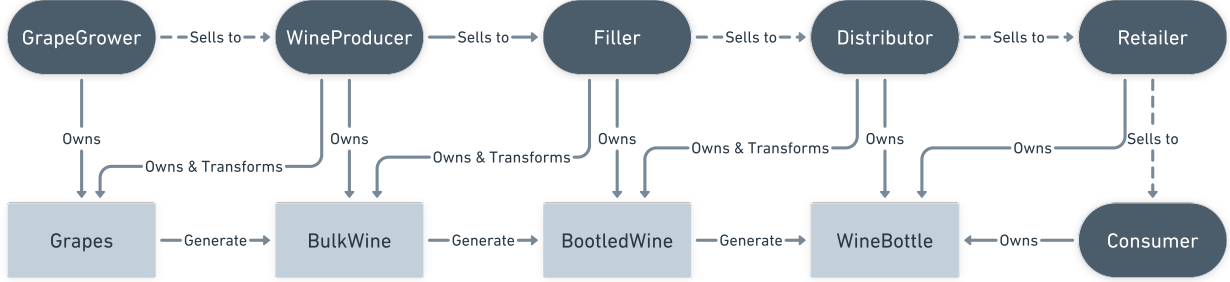 GrapeGrower
Sells to
WineProducer
Sells to
Filler
Sells to
Distributor
Sells to
Retailer
Owns
Owns
Owns
Owns
Sells to
Owns & Transforms
Owns & Transforms
Owns & Transforms
Owns
Grapes
Generate
BulkWine
Generate
BootledWine
Generate
WineBottle
Owns
Consumer